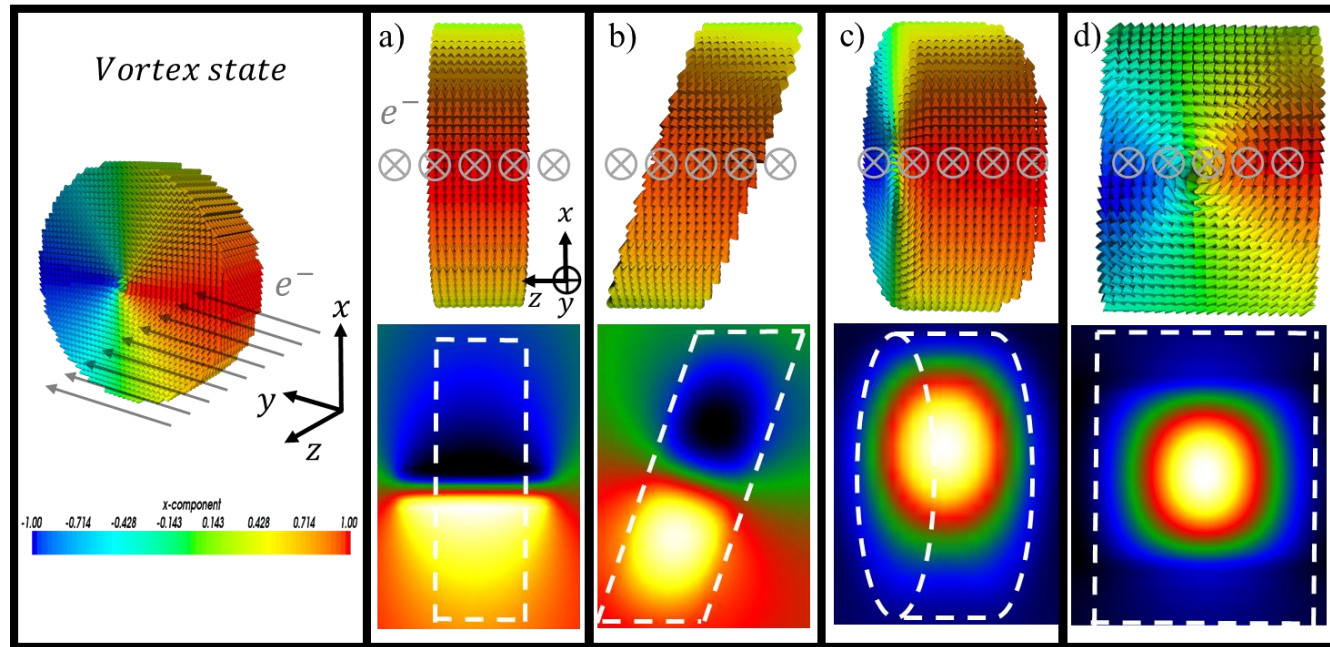 Vortex state
e⁻
x
y
z
x-component
-1.00 -0.714 -0.428 -0.143 0.143 0.428 0.714 1.00
a)
e⁻
x
z
y
b)
c)
d)